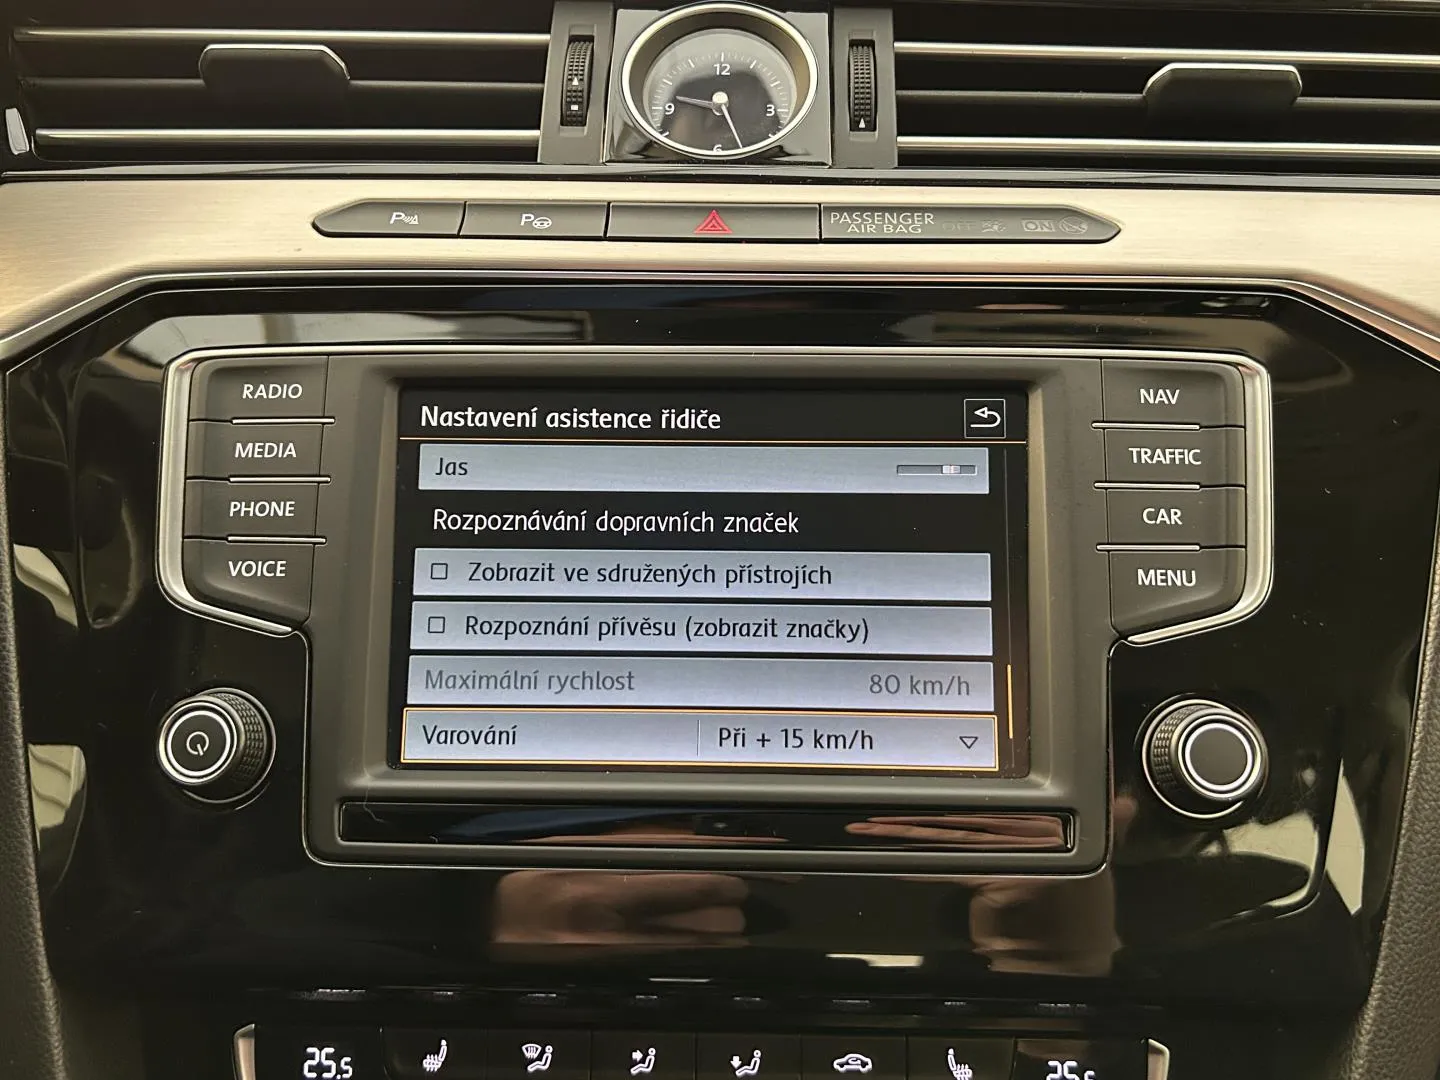 12
9
3
6
P
P
PASSENGER
AIR BAG
OFF
ON
RADIO
MEDIA
PHONE
VOICE
Nastavení asistence řidiče
Jas
Rozpoznávání dopravních značek
Zobrazit ve sdružených přístrojích
Rozpoznání přívěsu (zobrazit značky)
Maximální rychlost 80 km/h
Varování Při + 15 km/h
NAV
TRAFFIC
CAR
MENU
25.5
25.5